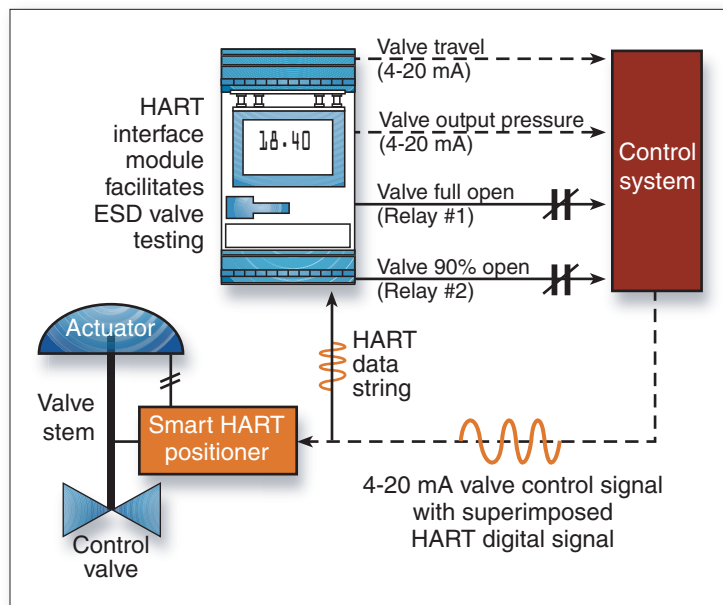 HART
interface
module
facilitates
ESD valve
testing
18.40
Valve travel
(4-20 mA)
Valve output pressure
(4-20 mA)
Valve full open
(Relay #1)
Valve 90% open
(Relay #2)
Control
system
Actuator
Valve
stem
HART
data
string
Smart HART
positioner
4-20 mA valve control signal
with superimposed
HART digital signal
Control
valve